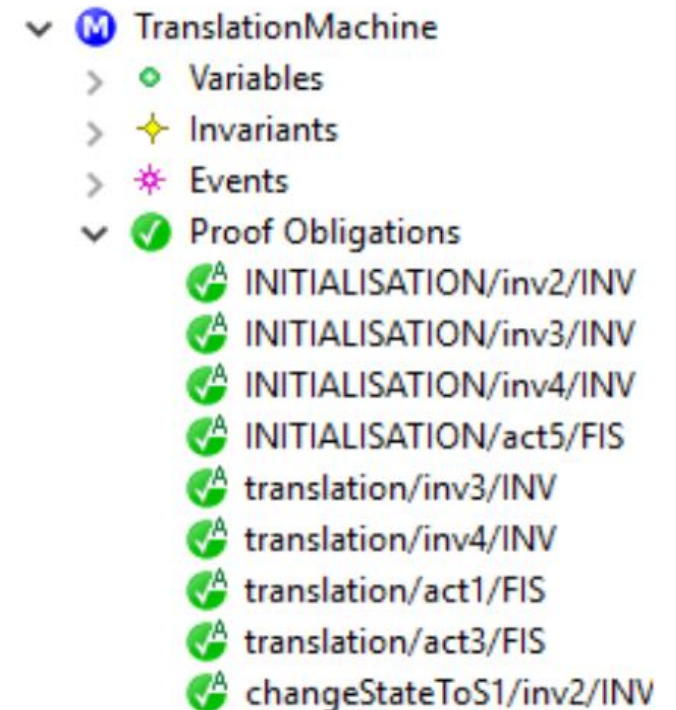 TranslationMachine
Variables
Invariants
Events
Proof Obligations
INITIALISATION/inv2/INV
INITIALISATION/inv3/INV
INITIALISATION/inv4/INV
INITIALISATION/act5/FIS
translation/inv3/INV
translation/inv4/INV
translation/act1/FIS
translation/act3/FIS
changeStateToS1/inv2/INV